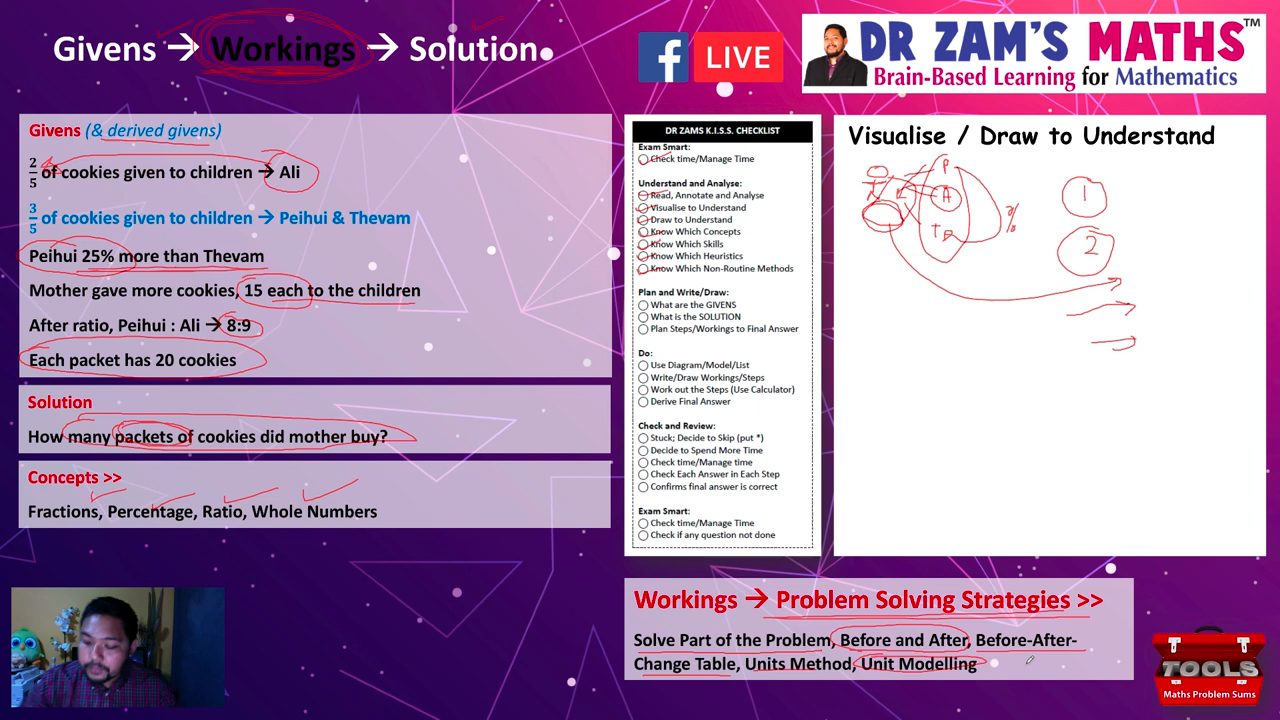 Givens → Workings → Solution
LIVE
DR ZAM'S MATHS™
Brain-Based Learning for Mathematics
Givens (& derived givens)
2/5 of cookies given to children → Ali
3/5 of cookies given to children → Peihui & Thevam
Peihui 25% more than Thevam
Mother gave more cookies, 15 each to the children
After ratio, Peihui : Ali → 8:9
Each packet has 20 cookies
Solution
How many packets of cookies did mother buy?
Concepts >>
Fractions, Percentage, Ratio, Whole Numbers
DR ZAMS K.I.S.S. CHECKLIST
Exam Smart:
Check time/Manage Time
Understand and Analyse:
Read, Annotate and Analyse
Visualise to Understand
Draw to Understand
Know Which Concepts
Know Which Skills
Know Which Heuristics
Know Which Non-Routine Methods
Plan and Write/Draw:
What are the GIVENS
What is the SOLUTION
Plan Steps/Workings to Final Answer
Do:
Use Diagram/Model/List
Write/Draw Workings/Steps
Work out the Steps (Use Calculator)
Derive Final Answer
Check and Review:
Stuck; Decide to Skip (put *)
Decide to Spend More Time
Check time/Manage time
Check Each Answer in Each Step
Confirms final answer is correct
Exam Smart:
Check time/Manage Time
Check if any question not done
Visualise / Draw to Understand
P
A
T
%
1
2
Workings → Problem Solving Strategies >>
Solve Part of the Problem, Before and After, Before-After-
Change Table, Units Method, Unit Modelling
TOOLS
Maths Problem Sums